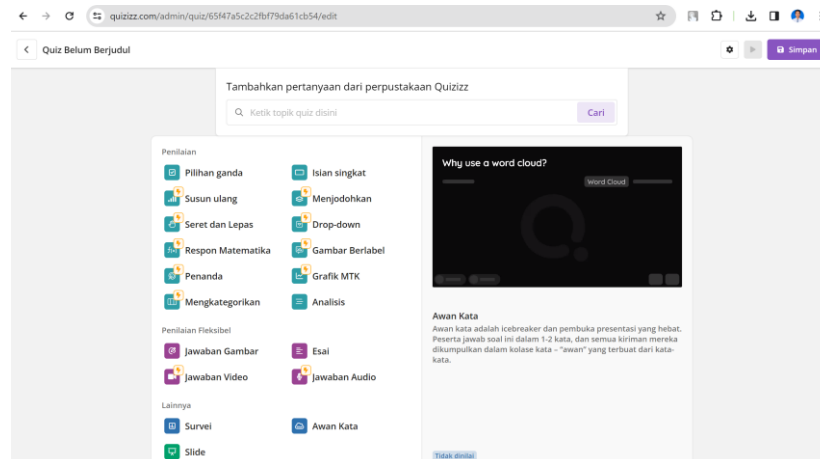 quizizz.com/admin/quiz/65f47a5c2c2fbf79da61cb54/edit
Quiz Belum Berjudul
Simpan
Tambahkan pertanyaan dari perpustakaan Quizizz
Ketik topik quiz disini
Cari
Penilaian
Pilihan ganda
Isian singkat
Susun ulang
Menjodohkan
Seret dan Lepas
Drop-down
Respon Matematika
Gambar Berlabel
Penanda
Grafik MTK
Mengkategorikan
Analisis
Penilaian Fleksibel
Jawaban Gambar
Esai
Jawaban Video
Jawaban Audio
Lainnya
Survei
Awan Kata
Slide
Why use a word cloud?
Word Cloud
Awan Kata
Awan kata adalah icebreaker dan pembuka presentasi yang hebat.
Peserta jawab soal ini dalam 1-2 kata, dan semua kiriman mereka
dikumpulkan dalam kolase kata – "awan" yang terbuat dari kata-
kata.
Tidak dinilai